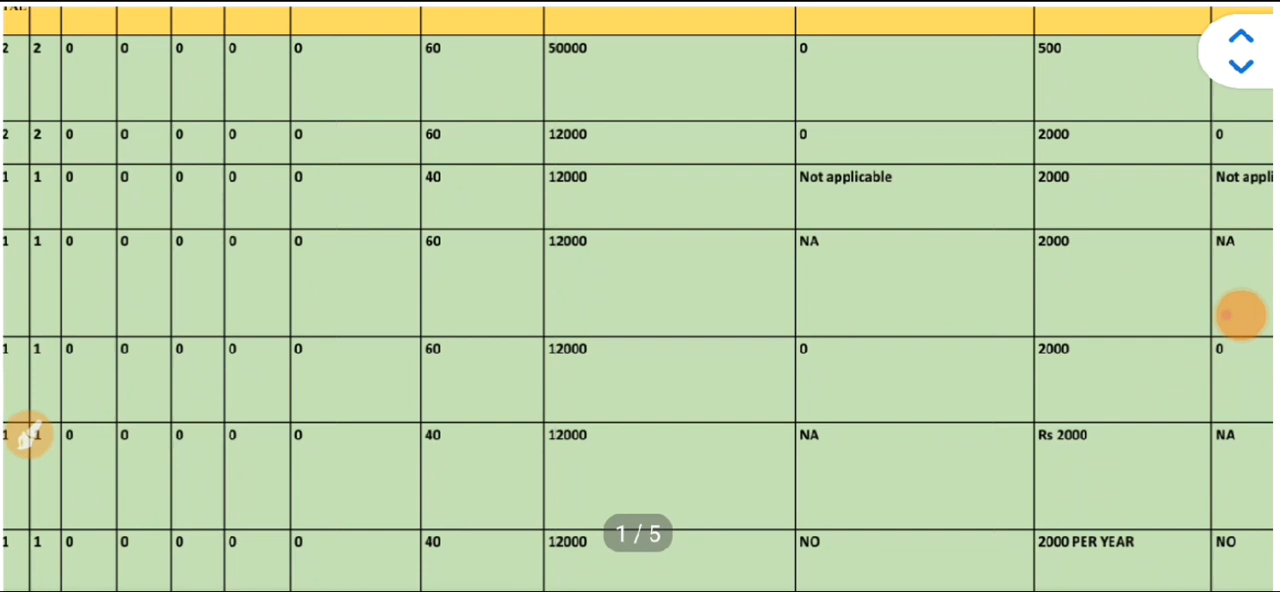 2 2 0 0 0 0 0 60 50000 0 500
2 2 0 0 0 0 0 60 12000 0 2000 0
1 1 0 0 0 0 0 40 12000 Not applicable 2000 Not appli
1 1 0 0 0 0 0 60 12000 NA 2000 NA
1 1 0 0 0 0 0 60 12000 0 2000 0
1 1 0 0 0 0 0 40 12000 NA Rs 2000 NA
1 1 0 0 0 0 0 40 12000 NO 2000 PER YEAR NO
1 / 5